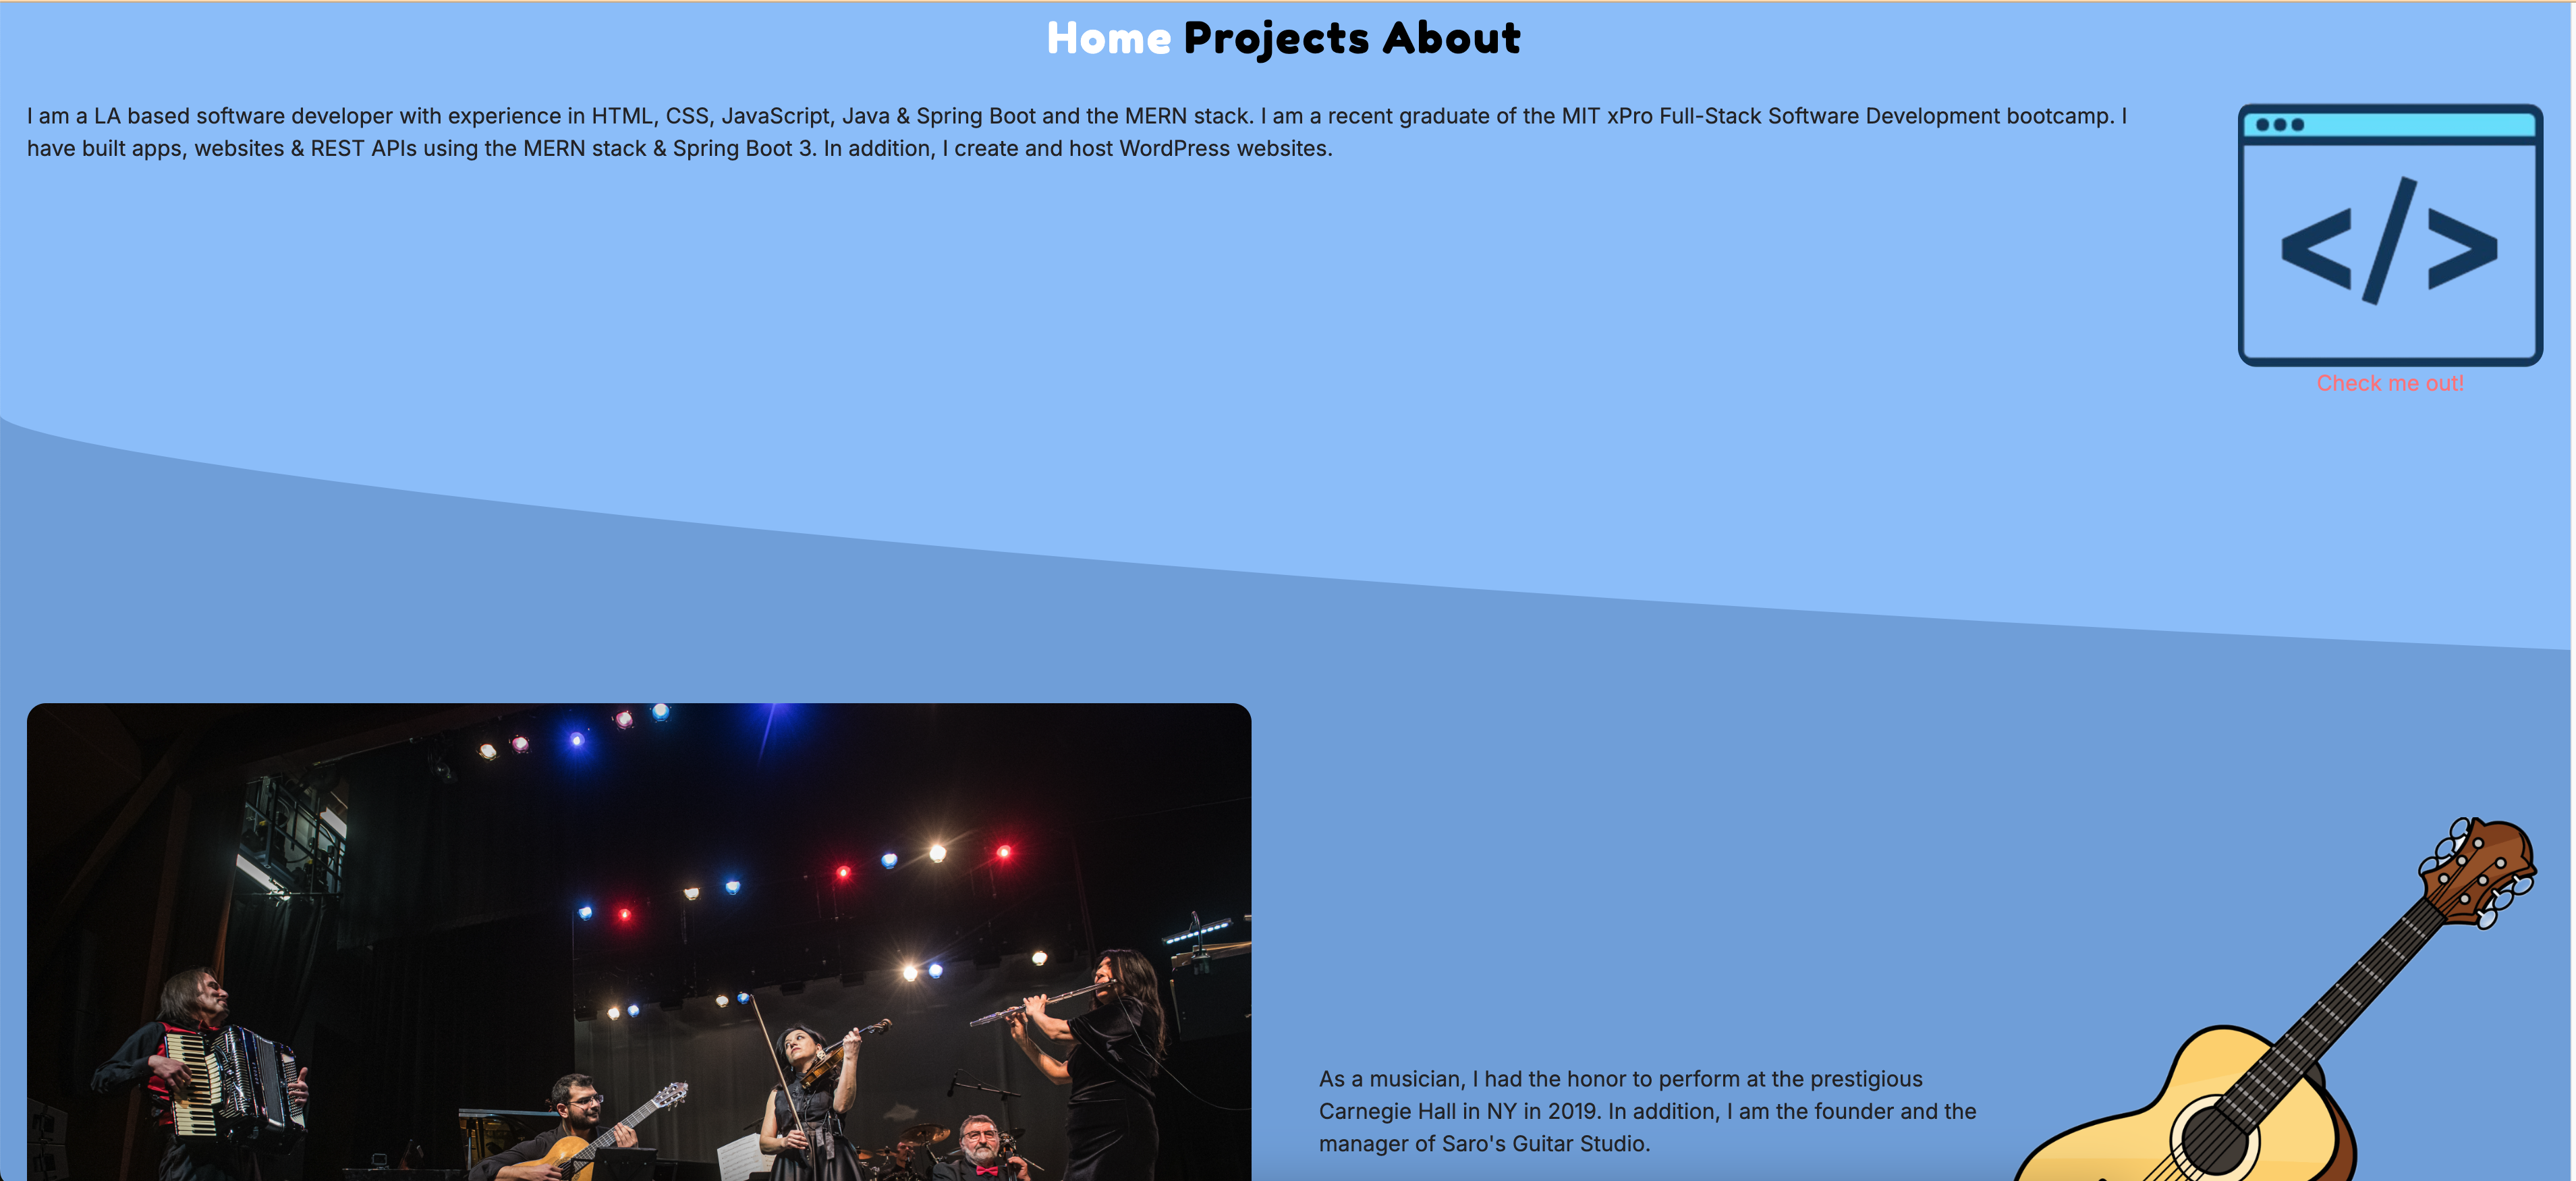 Home Projects About
I am a LA based software developer with experience in HTML, CSS, JavaScript, Java & Spring Boot and the MERN stack. I am a recent graduate of the MIT xPro Full-Stack Software Development bootcamp. I
have built apps, websites & REST APIs using the MERN stack & Spring Boot 3. In addition, I create and host WordPress websites.
</>
Check me out!
As a musician, I had the honor to perform at the prestigious
Carnegie Hall in NY in 2019. In addition, I am the founder and the
manager of Saro's Guitar Studio.